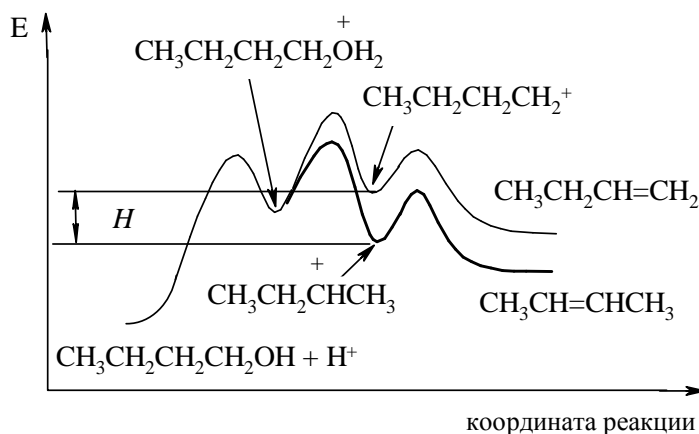 E
+
CH₃CH₂CH₂CH₂OH₂
CH₃CH₂CH₂CH₂⁺
CH₃CH₂CH=CH₂
H
+
CH₃CH₂CHCH₃
CH₃CH=CHCH₃
CH₃CH₂CH₂CH₂OH + H⁺
координата реакции